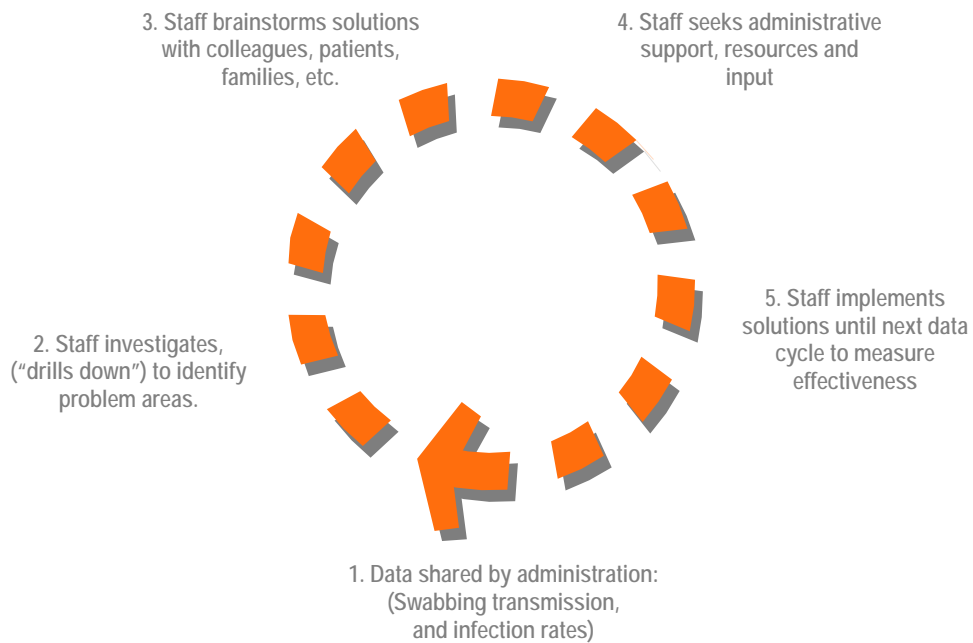 3. Staff brainstorms solutions
with colleagues, patients,
families, etc.
4. Staff seeks administrative
support, resources and
input
5. Staff implements
solutions until next data
cycle to measure
effectiveness
2. Staff investigates,
(“drills down”) to identify
problem areas.
1. Data shared by administration:
(Swabbing transmission,
and infection rates)